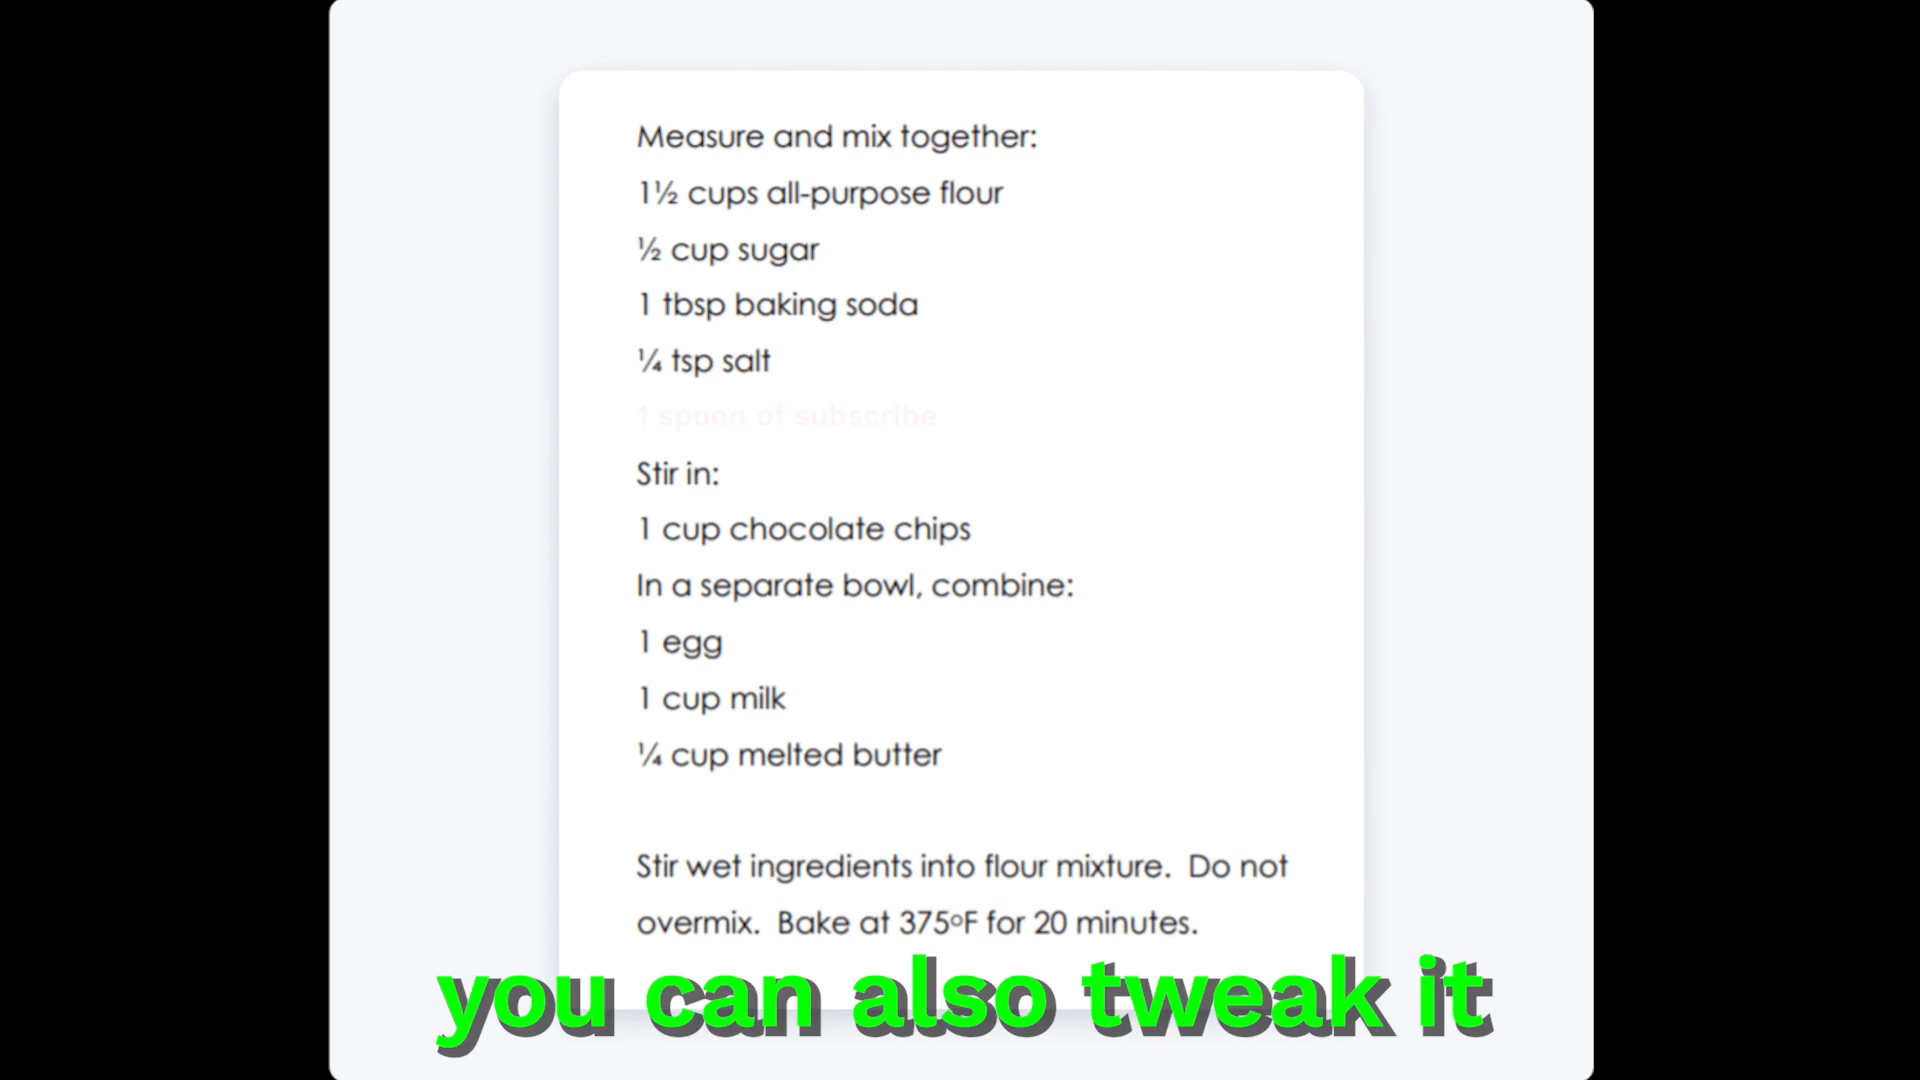 Measure and mix together:
1½ cups all-purpose flour
½ cup sugar
1 tbsp baking soda
¼ tsp salt
1 spoon of subscribe
Stir in:
1 cup chocolate chips
In a separate bowl, combine:
1 egg
1 cup milk
¼ cup melted butter
Stir wet ingredients into flour mixture.  Do not
overmix.  Bake at 375ºF for 20 minutes.
you can also tweak it